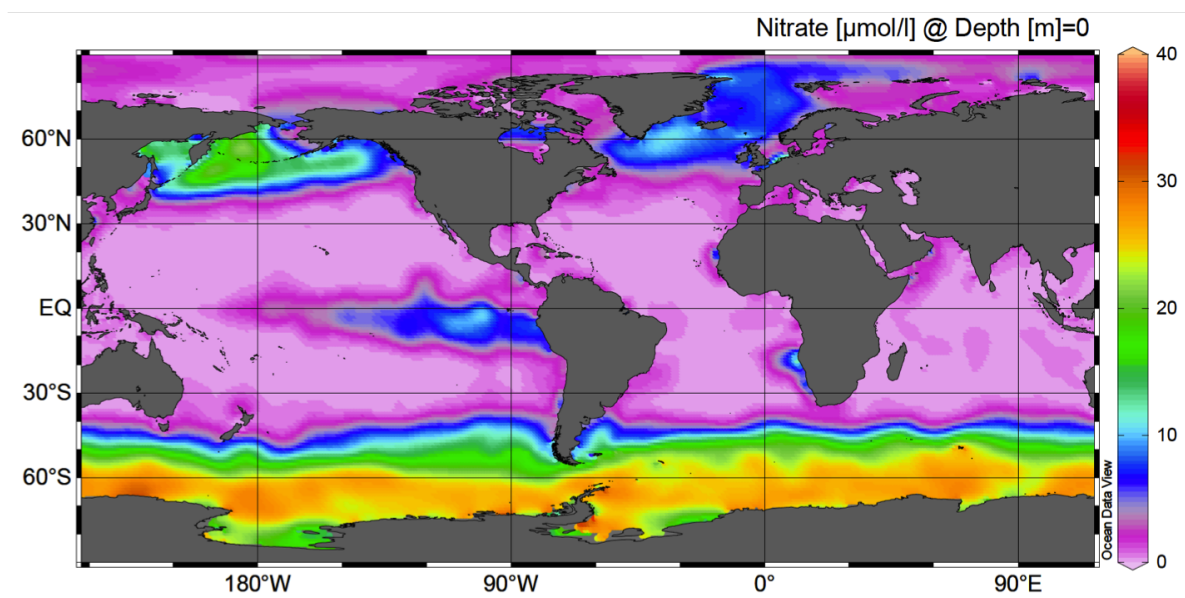 Nitrate [μmol/l] @ Depth [m]=0
60°N
30°N
EQ
30°S
60°S
180°W
90°W
0°
90°E
Ocean Data View
40
30
20
10
0